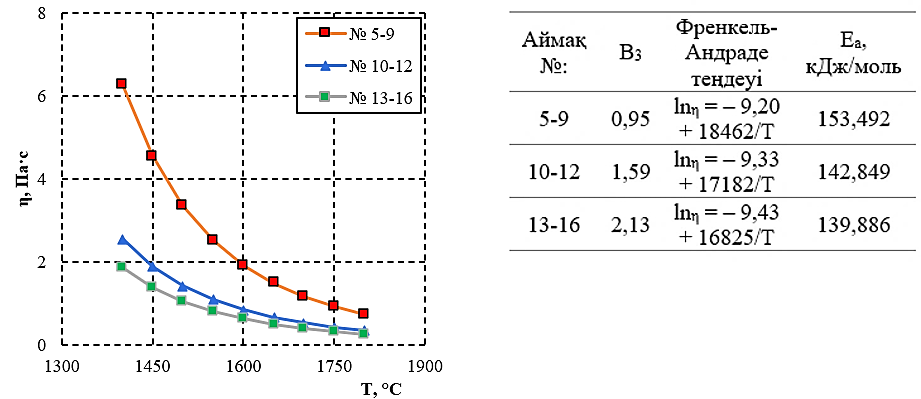 8
6
4
2
0
η, Па·с
1300
1450
1600
1750
1900
T, °C
№ 5-9
№ 10-12
№ 13-16
Аймақ
№:
В3
Френкель-
Андраде
теңдеуі
Ea,
кДж/моль
5-9
0,95
lnη = – 9,20
+ 18462/T
153,492
10-12
1,59
lnη = – 9,33
+ 17182/T
142,849
13-16
2,13
lnη = – 9,43
+ 16825/T
139,886